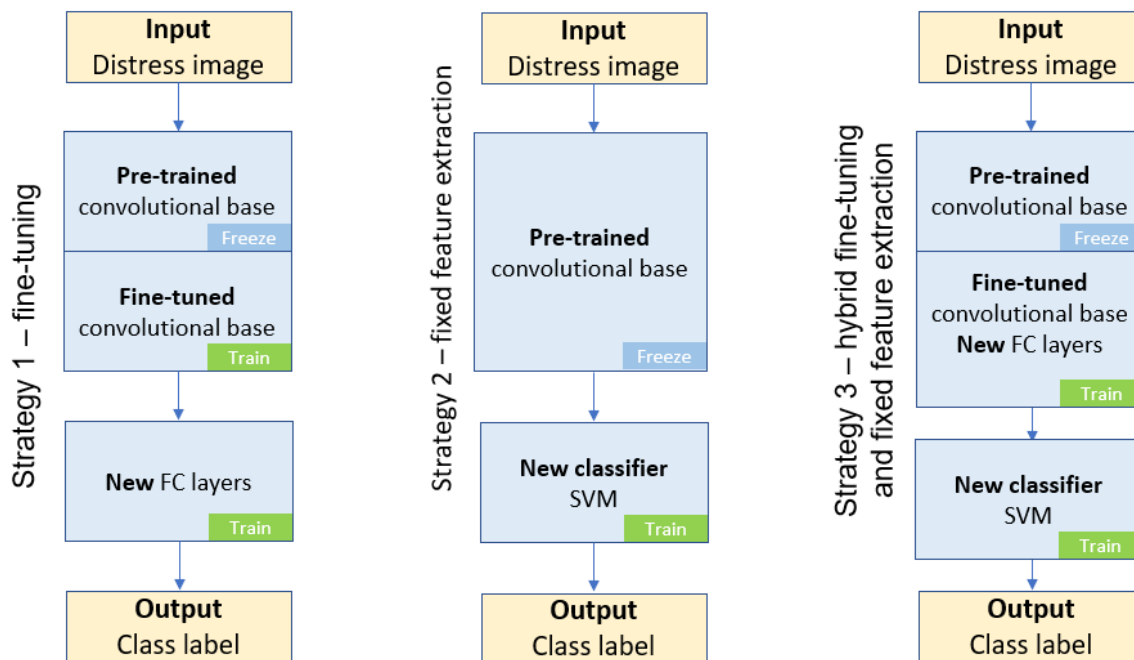 Strategy 1 – fine-tuning
Input
Distress image
Pre-trained
convolutional base
Freeze
Fine-tuned
convolutional base
Train
New FC layers
Train
Output
Class label
Strategy 2 – fixed feature extraction
Input
Distress image
Pre-trained
convolutional base
Freeze
New classifier
SVM
Train
Output
Class label
Strategy 3 – hybrid fine-tuning
and fixed feature extraction
Input
Distress image
Pre-trained
convolutional base
Freeze
Fine-tuned
convolutional base
New FC layers
Train
New classifier
SVM
Train
Output
Class label